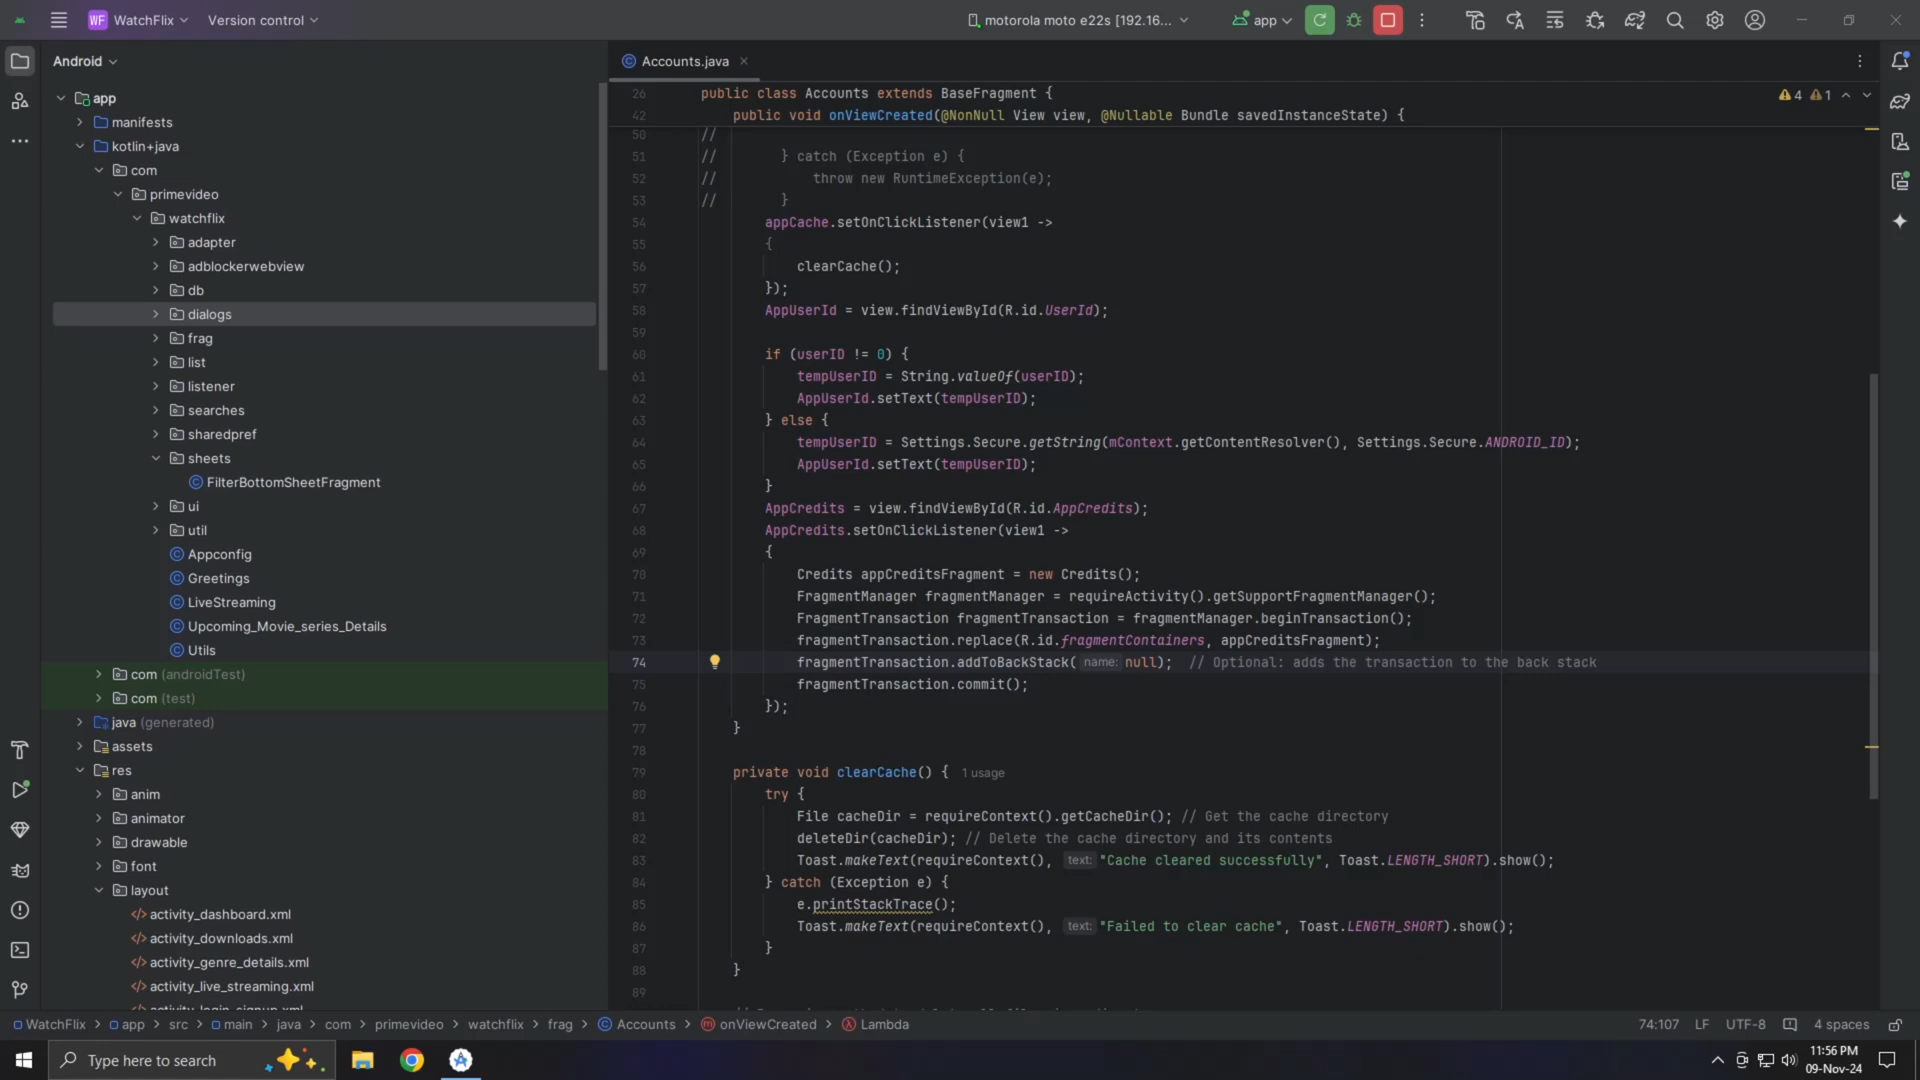 WF WatchFlix Version control motorola moto e22s [192.16... app
Android
Accounts.java
app
manifests
kotlin+java
com
primevideo
watchflix
adapter
adblockerwebview
db
dialogs
frag
list
listener
searches
sharedpref
sheets
FilterBottomSheetFragment
ui
util
Appconfig
Greetings
LiveStreaming
Upcoming_Movie_series_Details
Utils
com (androidTest)
com (test)
java (generated)
assets
res
anim
animator
drawable
font
layout
activity_dashboard.xml
activity_downloads.xml
activity_genre_details.xml
activity_live_streaming.xml
activity_login_signup.xml
4 1
26 public class Accounts extends BaseFragment {
42 public void onViewCreated(@NonNull View view, @Nullable Bundle savedInstanceState) {
50 //
51 // } catch (Exception e) {
52 // throw new RuntimeException(e);
53 // }
54 appCache.setOnClickListener(view1 ->
55 {
56 clearCache();
57 });
58 AppUserId = view.findViewById(R.id.UserId);
59
60 if (userID != 0) {
61 tempUserID = String.valueOf(userID);
62 AppUserId.setText(tempUserID);
63 } else {
64 tempUserID = Settings.Secure.getString(mContext.getContentResolver(), Settings.Secure.ANDROID_ID);
65 AppUserId.setText(tempUserID);
66 }
67 AppCredits = view.findViewById(R.id.AppCredits);
68 AppCredits.setOnClickListener(view1 ->
69 {
70 Credits appCreditsFragment = new Credits();
71 FragmentManager fragmentManager = requireActivity().getSupportFragmentManager();
72 FragmentTransaction fragmentTransaction = fragmentManager.beginTransaction();
73 fragmentTransaction.replace(R.id.fragmentContainers, appCreditsFragment);
74 fragmentTransaction.addToBackStack( name: null); // Optional: adds the transaction to the back stack
75 fragmentTransaction.commit();
76 });
77 }
78
79 private void clearCache() { 1 usage
80 try {
81 File cacheDir = requireContext().getCacheDir(); // Get the cache directory
82 deleteDir(cacheDir); // Delete the cache directory and its contents
83 Toast.makeText(requireContext(), text: "Cache cleared successfully", Toast.LENGTH_SHORT).show();
84 } catch (Exception e) {
85 e.printStackTrace();
86 Toast.makeText(requireContext(), text: "Failed to clear cache", Toast.LENGTH_SHORT).show();
87 }
88 }
89
WatchFlix > app > src > main > java > com > primevideo > watchflix > frag > Accounts > onViewCreated > Lambda 74:107 LF UTF-8 4 spaces
Type here to search
11:56 PM
09-Nov-24